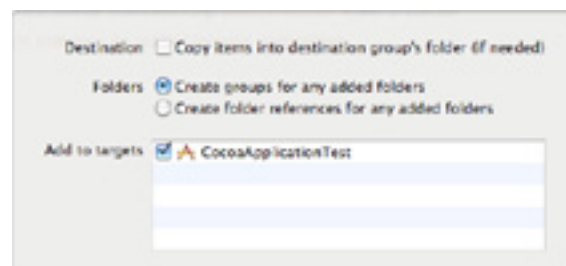 Destination Copy items into destination group's folder (if needed)
Folders Create groups for any added folders
Create folder references for any added folders
Add to targets CocoaApplicationTest